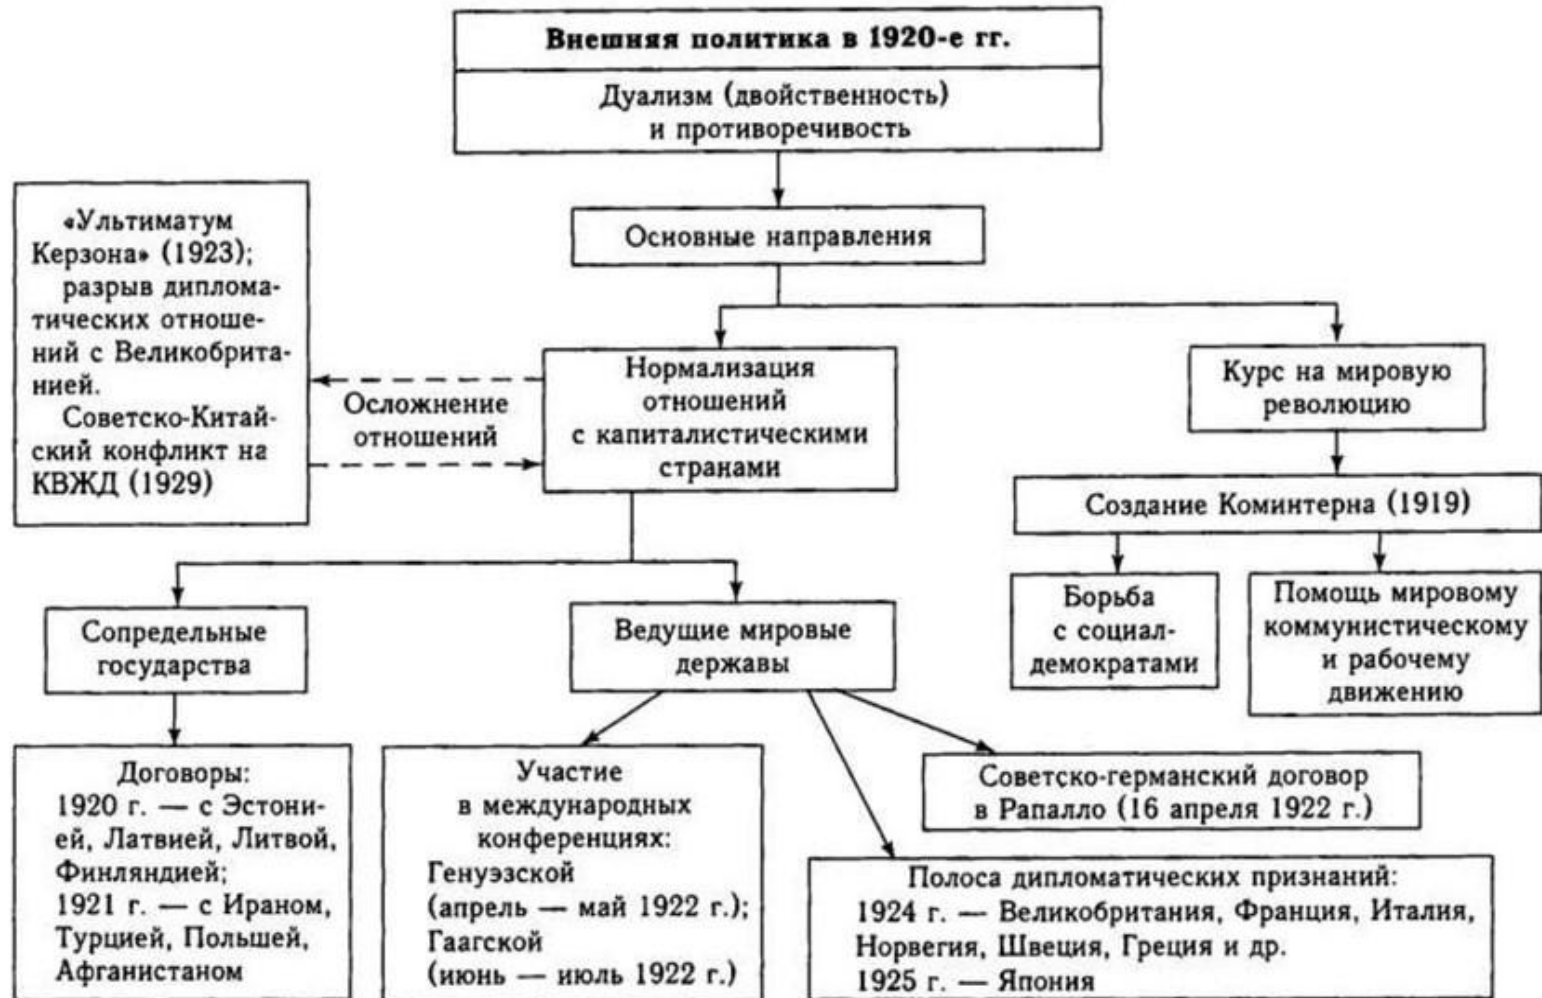 Внешняя политика в 1920-е гг.
Дуализм (двойственность)
и противоречивость
Основные направления
«Ультиматум
Керзона» (1923);
разрыв диплома-
тических отноше-
ний с Великобрита-
нией.
Советско-Китай-
ский конфликт на
КВЖД (1929)
Осложнение
отношений
Нормализация
отношений
с капиталистическими
странами
Курс на мировую
революцию
Создание Коминтерна (1919)
Борьба
с социал-
демократами
Помощь мировому
коммунистическому
и рабочему
движению
Сопредельные
государства
Ведущие мировые
державы
Договоры:
1920 г. — с Эстони-
ей, Латвией, Литвой,
Финляндией;
1921 г. — с Ираном,
Турцией, Польшей,
Афганистаном
Участие
в международных
конференциях:
Генуэзской
(апрель — май 1922 г.);
Гаагской
(июнь — июль 1922 г.)
Советско-германский договор
в Рапалло (16 апреля 1922 г.)
Полоса дипломатических признаний:
1924 г. — Великобритания, Франция, Италия,
Норвегия, Швеция, Греция и др.
1925 г. — Япония